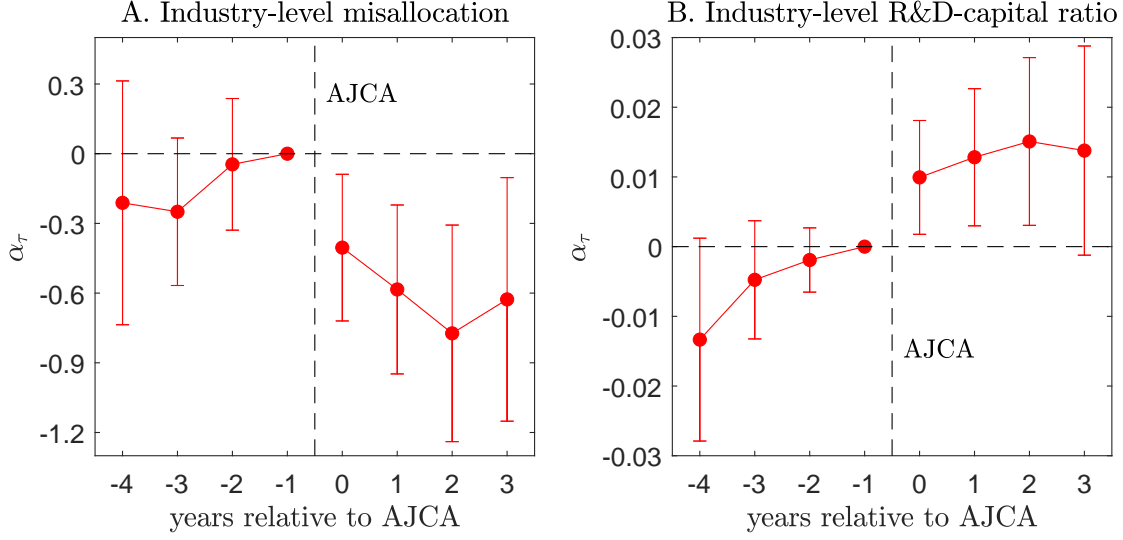 A. Industry-level misallocation
0.3
0
-0.3
-0.6
-0.9
-1.2
α_τ
AJCA
-4 -3 -2 -1 0 1 2 3
years relative to AJCA
B. Industry-level R&D-capital ratio
0.03
0.02
0.01
0
-0.01
-0.02
-0.03
α_τ
AJCA
-4 -3 -2 -1 0 1 2 3
years relative to AJCA